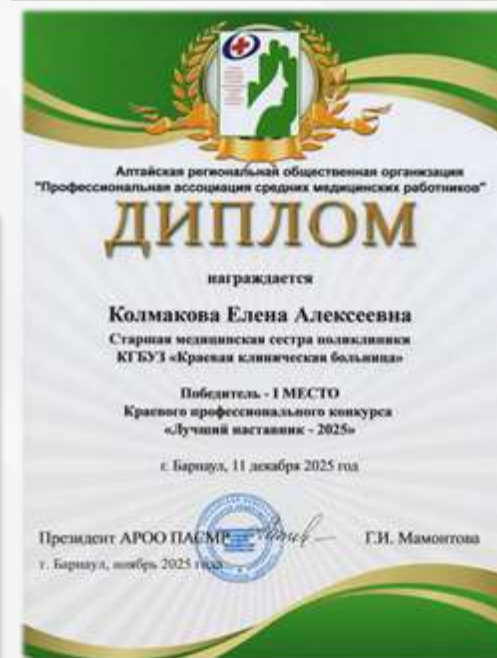 Алтайская региональная общественная организация
"Профессиональная ассоциация средних медицинских работников"
ДИПЛОМ
награждается
Колмакова Елена Алексеевна
Старшая медицинская сестра поликлиники
КГБУЗ «Краевая клиническая больница»
Победитель - I МЕСТО
Краевого профессионального конкурса
«Лучший наставник - 2025»
г. Барнаул, 11 декабря 2025 год
Президент АРОО ПАСМР Г.И. Мамонтова
г. Барнаул, ноябрь 2025 года